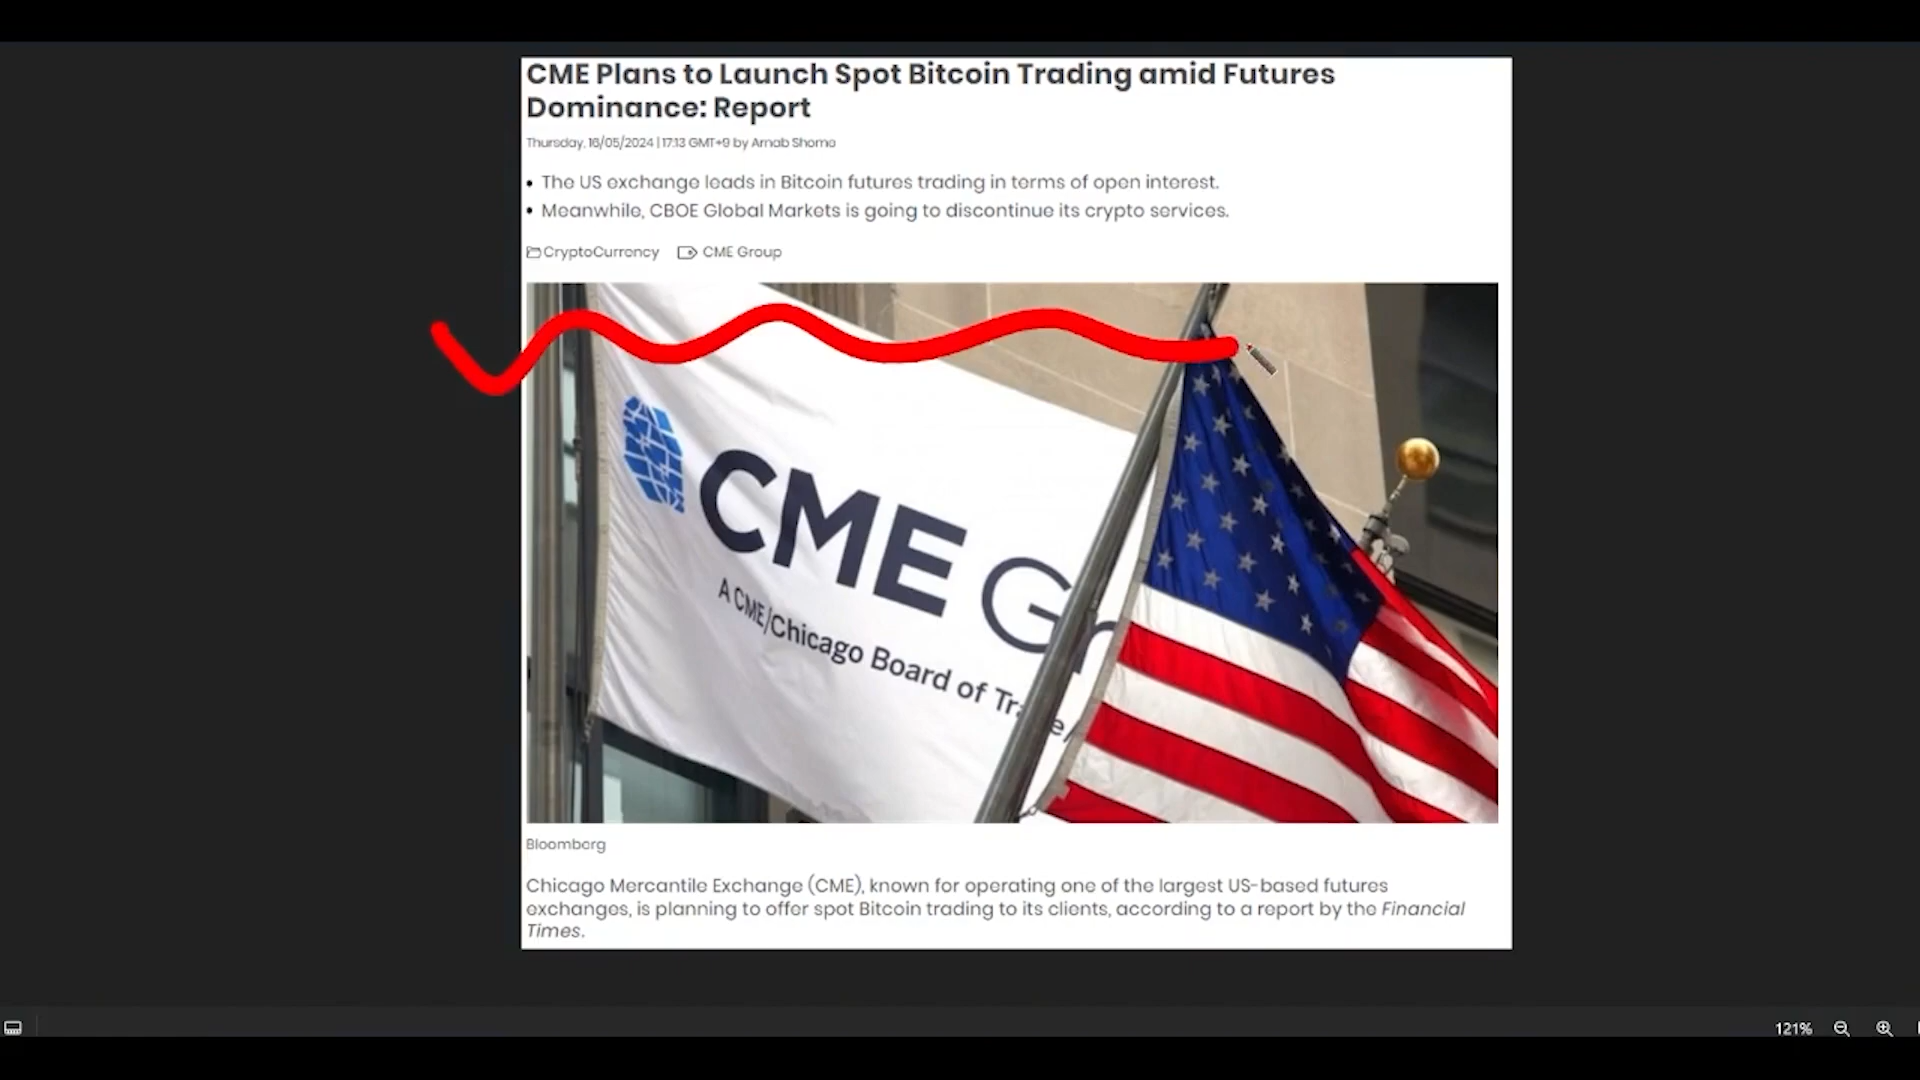 CME Plans to Launch Spot Bitcoin Trading amid Futures
Dominance: Report
Thursday, 16/05/2024 | 17:13 GMT+9 by Arnab Shome
• The US exchange leads in Bitcoin futures trading in terms of open interest.
• Meanwhile, CBOE Global Markets is going to discontinue its crypto services.
CryptoCurrency CME Group
CME Gr
A CME/Chicago Board of Tra e/
Bloomberg
Chicago Mercantile Exchange (CME), known for operating one of the largest US-based futures
exchanges, is planning to offer spot Bitcoin trading to its clients, according to a report by the Financial
Times.
121%